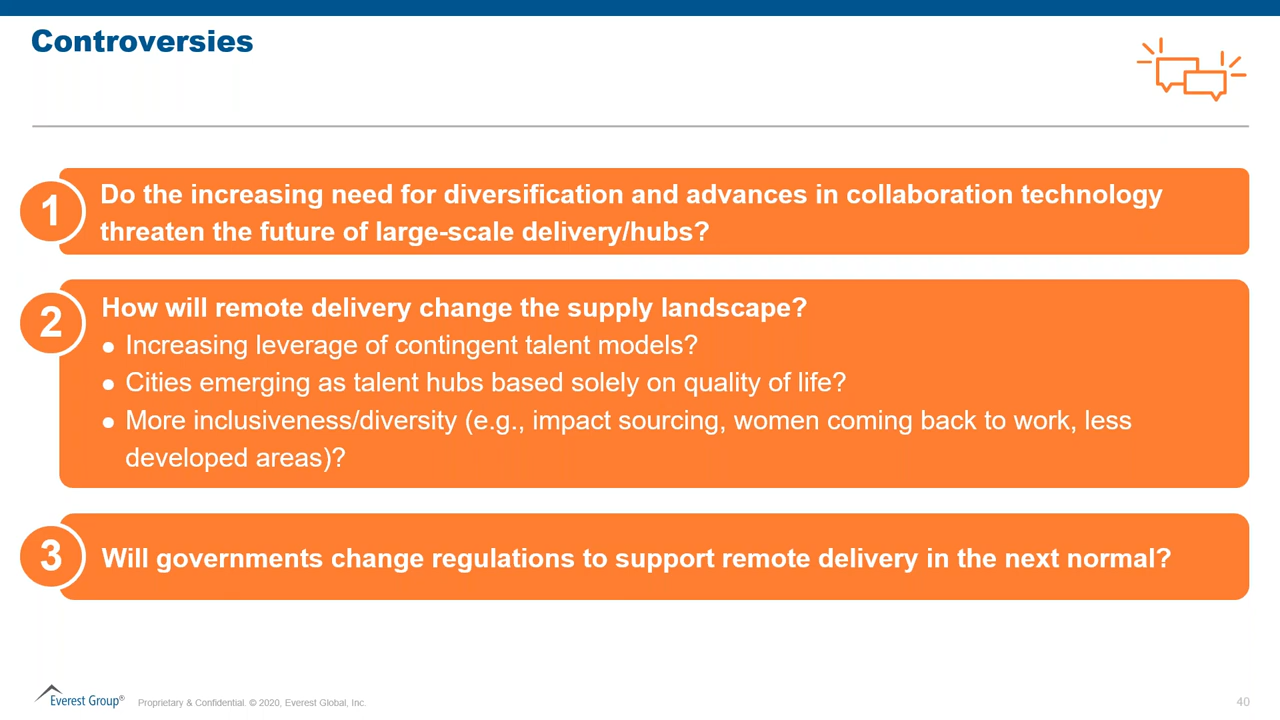 Controversies
1
Do the increasing need for diversification and advances in collaboration technology
threaten the future of large-scale delivery/hubs?
2
How will remote delivery change the supply landscape?
● Increasing leverage of contingent talent models?
● Cities emerging as talent hubs based solely on quality of life?
● More inclusiveness/diversity (e.g., impact sourcing, women coming back to work, less
developed areas)?
3
Will governments change regulations to support remote delivery in the next normal?
Everest Group® Proprietary & Confidential. © 2020, Everest Global, Inc.
40